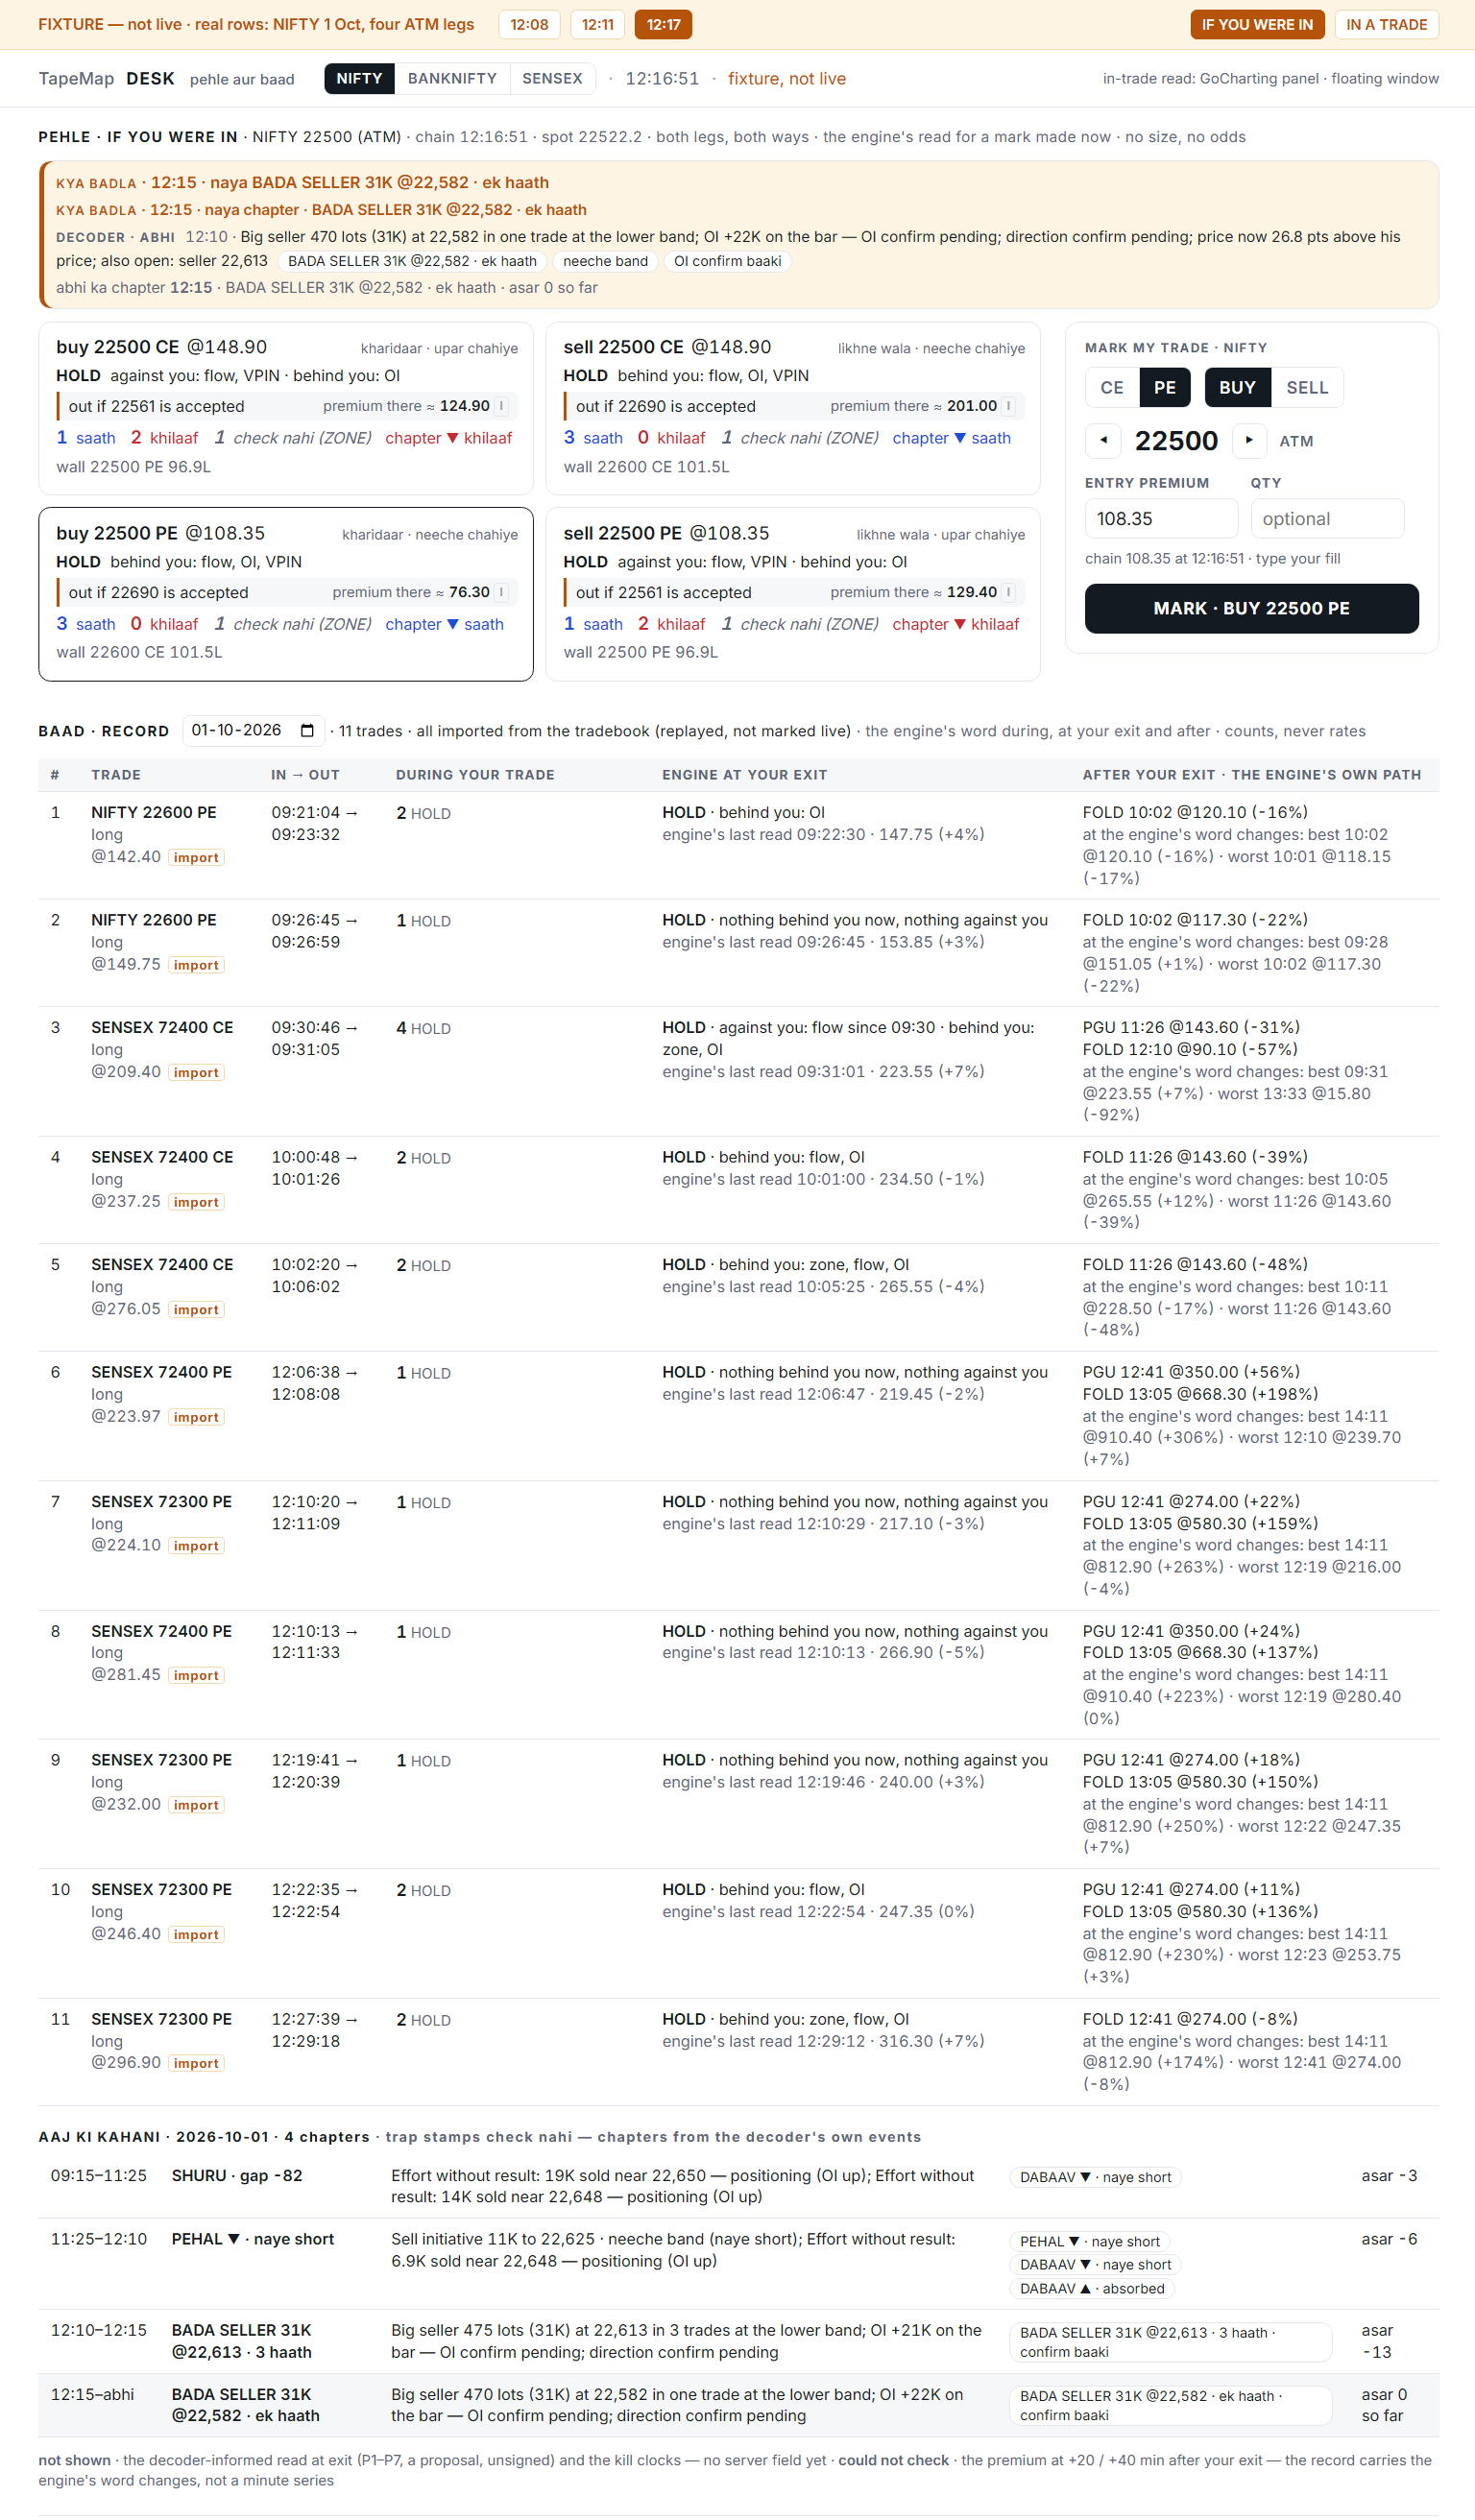 FIXTURE — not live · real rows: NIFTY 1 Oct, four ATM legs 12:08 12:11 12:17 IF YOU WERE IN IN A TRADE
TapeMap DESK pehle aur baad NIFTY BANKNIFTY SENSEX · 12:16:51 · fixture, not live in-trade read: GoCharting panel · floating window
PEHLE · IF YOU WERE IN · NIFTY 22500 (ATM) · chain 12:16:51 · spot 22522.2 · both legs, both ways · the engine's read for a mark made now · no size, no odds
KYA BADLA · 12:15 · naya BADA SELLER 31K @22,582 · ek haath
KYA BADLA · 12:15 · naya chapter · BADA SELLER 31K @22,582 · ek haath
DECODER · ABHI 12:10 · Big seller 470 lots (31K) at 22,582 in one trade at the lower band; OI +22K on the bar — OI confirm pending; direction confirm pending; price now 26.8 pts above his
price; also open: seller 22,613 BADA SELLER 31K @22,582 · ek haath neeche band OI confirm baaki
abhi ka chapter 12:15 · BADA SELLER 31K @22,582 · ek haath · asar 0 so far
buy 22500 CE @148.90 kharidaar · upar chahiye
HOLD against you: flow, VPIN · behind you: OI
out if 22561 is accepted premium there ≈ 124.90 I
1 saath 2 khilaaf 1 check nahi (ZONE) chapter ▼ khilaaf
wall 22500 PE 96.9L
sell 22500 CE @148.90 likhne wala · neeche chahiye
HOLD behind you: flow, OI, VPIN
out if 22690 is accepted premium there ≈ 201.00 I
3 saath 0 khilaaf 1 check nahi (ZONE) chapter ▼ saath
wall 22600 CE 101.5L
buy 22500 PE @108.35 kharidaar · neeche chahiye
HOLD behind you: flow, OI, VPIN
out if 22690 is accepted premium there ≈ 76.30 I
3 saath 0 khilaaf 1 check nahi (ZONE) chapter ▼ saath
wall 22600 CE 101.5L
sell 22500 PE @108.35 likhne wala · upar chahiye
HOLD against you: flow, VPIN · behind you: OI
out if 22561 is accepted premium there ≈ 129.40 I
1 saath 2 khilaaf 1 check nahi (ZONE) chapter ▼ khilaaf
wall 22500 PE 96.9L
MARK MY TRADE · NIFTY
CE PE BUY SELL
◂ 22500 ▸ ATM
ENTRY PREMIUM QTY
108.35 optional
chain 108.35 at 12:16:51 · type your fill
MARK · BUY 22500 PE
BAAD · RECORD 01-10-2026 · 11 trades · all imported from the tradebook (replayed, not marked live) · the engine's word during, at your exit and after · counts, never rates
# TRADE IN → OUT DURING YOUR TRADE ENGINE AT YOUR EXIT AFTER YOUR EXIT · THE ENGINE'S OWN PATH
1 NIFTY 22600 PE 09:21:04 → 2 HOLD HOLD · behind you: OI FOLD 10:02 @120.10 (-16%)
long 09:23:32 engine's last read 09:22:30 · 147.75 (+4%) at the engine's word changes: best 10:02
@142.40 import @120.10 (-16%) · worst 10:01 @118.15
(-17%)
2 NIFTY 22600 PE 09:26:45 → 1 HOLD HOLD · nothing behind you now, nothing against you FOLD 10:02 @117.30 (-22%)
long 09:26:59 engine's last read 09:26:45 · 153.85 (+3%) at the engine's word changes: best 09:28
@149.75 import @151.05 (+1%) · worst 10:02 @117.30
(-22%)
3 SENSEX 72400 CE 09:30:46 → 4 HOLD HOLD · against you: flow since 09:30 · behind you: PGU 11:26 @143.60 (-31%)
long 09:31:05 zone, OI FOLD 12:10 @90.10 (-57%)
@209.40 import engine's last read 09:31:01 · 223.55 (+7%) at the engine's word changes: best 09:31
@223.55 (+7%) · worst 13:33 @15.80
(-92%)
4 SENSEX 72400 CE 10:00:48 → 2 HOLD HOLD · behind you: flow, OI FOLD 11:26 @143.60 (-39%)
long 10:01:26 engine's last read 10:01:00 · 234.50 (-1%) at the engine's word changes: best 10:05
@237.25 import @265.55 (+12%) · worst 11:26 @143.60
(-39%)
5 SENSEX 72400 CE 10:02:20 → 2 HOLD HOLD · behind you: zone, flow, OI FOLD 11:26 @143.60 (-48%)
long 10:06:02 engine's last read 10:05:25 · 265.55 (-4%) at the engine's word changes: best 10:11
@276.05 import @228.50 (-17%) · worst 11:26 @143.60
(-48%)
6 SENSEX 72400 PE 12:06:38 → 1 HOLD HOLD · nothing behind you now, nothing against you PGU 12:41 @350.00 (+56%)
long 12:08:08 engine's last read 12:06:47 · 219.45 (-2%) FOLD 13:05 @668.30 (+198%)
@223.97 import at the engine's word changes: best 14:11
@910.40 (+306%) · worst 12:10 @239.70
(+7%)
7 SENSEX 72300 PE 12:10:20 → 1 HOLD HOLD · nothing behind you now, nothing against you PGU 12:41 @274.00 (+22%)
long 12:11:09 engine's last read 12:10:29 · 217.10 (-3%) FOLD 13:05 @580.30 (+159%)
@224.10 import at the engine's word changes: best 14:11
@812.90 (+263%) · worst 12:19 @216.00
(-4%)
8 SENSEX 72400 PE 12:10:13 → 1 HOLD HOLD · nothing behind you now, nothing against you PGU 12:41 @350.00 (+24%)
long 12:11:33 engine's last read 12:10:13 · 266.90 (-5%) FOLD 13:05 @668.30 (+137%)
@281.45 import at the engine's word changes: best 14:11
@910.40 (+223%) · worst 12:19 @280.40
(0%)
9 SENSEX 72300 PE 12:19:41 → 1 HOLD HOLD · nothing behind you now, nothing against you PGU 12:41 @274.00 (+18%)
long 12:20:39 engine's last read 12:19:46 · 240.00 (+3%) FOLD 13:05 @580.30 (+150%)
@232.00 import at the engine's word changes: best 14:11
@812.90 (+250%) · worst 12:22 @247.35
(+7%)
10 SENSEX 72300 PE 12:22:35 → 2 HOLD HOLD · behind you: flow, OI PGU 12:41 @274.00 (+11%)
long 12:22:54 engine's last read 12:22:54 · 247.35 (0%) FOLD 13:05 @580.30 (+136%)
@246.40 import at the engine's word changes: best 14:11
@812.90 (+230%) · worst 12:23 @253.75
(+3%)
11 SENSEX 72300 PE 12:27:39 → 2 HOLD HOLD · behind you: zone, flow, OI FOLD 12:41 @274.00 (-8%)
long 12:29:18 engine's last read 12:29:12 · 316.30 (+7%) at the engine's word changes: best 14:11
@296.90 import @812.90 (+174%) · worst 12:41 @274.00
(-8%)
AAJ KI KAHANI · 2026-10-01 · 4 chapters · trap stamps check nahi — chapters from the decoder's own events
09:15–11:25 SHURU · gap -82 Effort without result: 19K sold near 22,650 — positioning (OI up); Effort without DABAAV ▼ · naye short asar -3
result: 14K sold near 22,648 — positioning (OI up)
11:25–12:10 PEHAL ▼ · naye short Sell initiative 11K to 22,625 · neeche band (naye short); Effort without result: PEHAL ▼ · naye short asar -6
6.9K sold near 22,648 — positioning (OI up) DABAAV ▼ · naye short
DABAAV ▲ · absorbed
12:10–12:15 BADA SELLER 31K Big seller 475 lots (31K) at 22,613 in 3 trades at the lower band; OI +21K on the BADA SELLER 31K @22,613 · 3 haath · asar
@22,613 · 3 haath bar — OI confirm pending; direction confirm pending confirm baaki -13
12:15–abhi BADA SELLER 31K Big seller 470 lots (31K) at 22,582 in one trade at the lower band; OI +22K on BADA SELLER 31K @22,582 · ek haath · asar 0
@22,582 · ek haath the bar — OI confirm pending; direction confirm pending confirm baaki so far
not shown · the decoder-informed read at exit (P1–P7, a proposal, unsigned) and the kill clocks — no server field yet · could not check · the premium at +20 / +40 min after your exit — the record carries the
engine's word changes, not a minute series